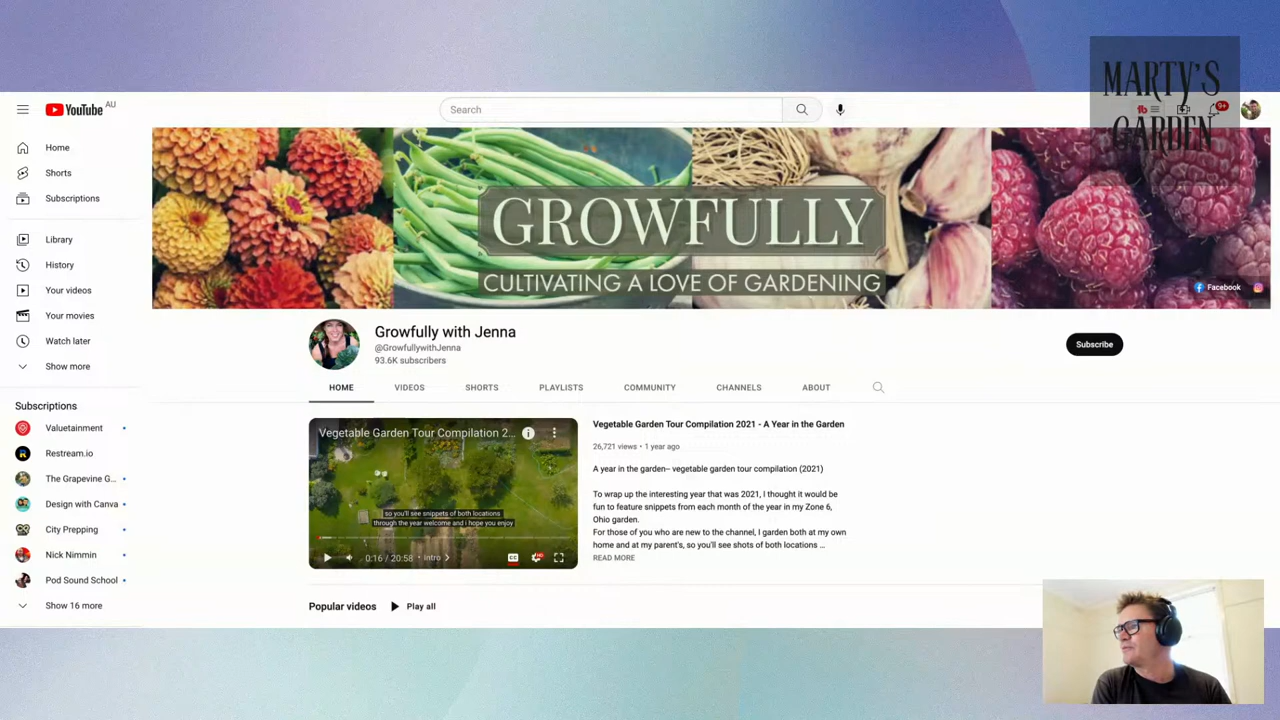 MARTY'S
GARDEN
YouTube AU
Search
9+
Home
Shorts
Subscriptions
Library
History
Your videos
Your movies
Watch later
Show more
Subscriptions
Valuetainment
Restream.io
The Grapevine G...
Design with Canva
City Prepping
Nick Nimmin
Pod Sound School
Show 16 more
GROWFULLY
CULTIVATING A LOVE OF GARDENING
Facebook
Growfully with Jenna
@GrowfullywithJenna
93.6K subscribers
Subscribe
HOME VIDEOS SHORTS PLAYLISTS COMMUNITY CHANNELS ABOUT
Vegetable Garden Tour Compilation 2...
so you'll see snippets of both locations
through the year welcome and i hope you enjoy
0:16 / 20:58 • Intro
CC
Vegetable Garden Tour Compilation 2021 - A Year in the Garden
26,721 views • 1 year ago
A year in the garden-- vegetable garden tour compilation (2021)
To wrap up the interesting year that was 2021, I thought it would be
fun to feature snippets from each month of the year in my Zone 6,
Ohio garden.
For those of you who are new to the channel, I garden both at my own
home and at my parent's, so you'll see shots of both locations ...
READ MORE
Popular videos Play all